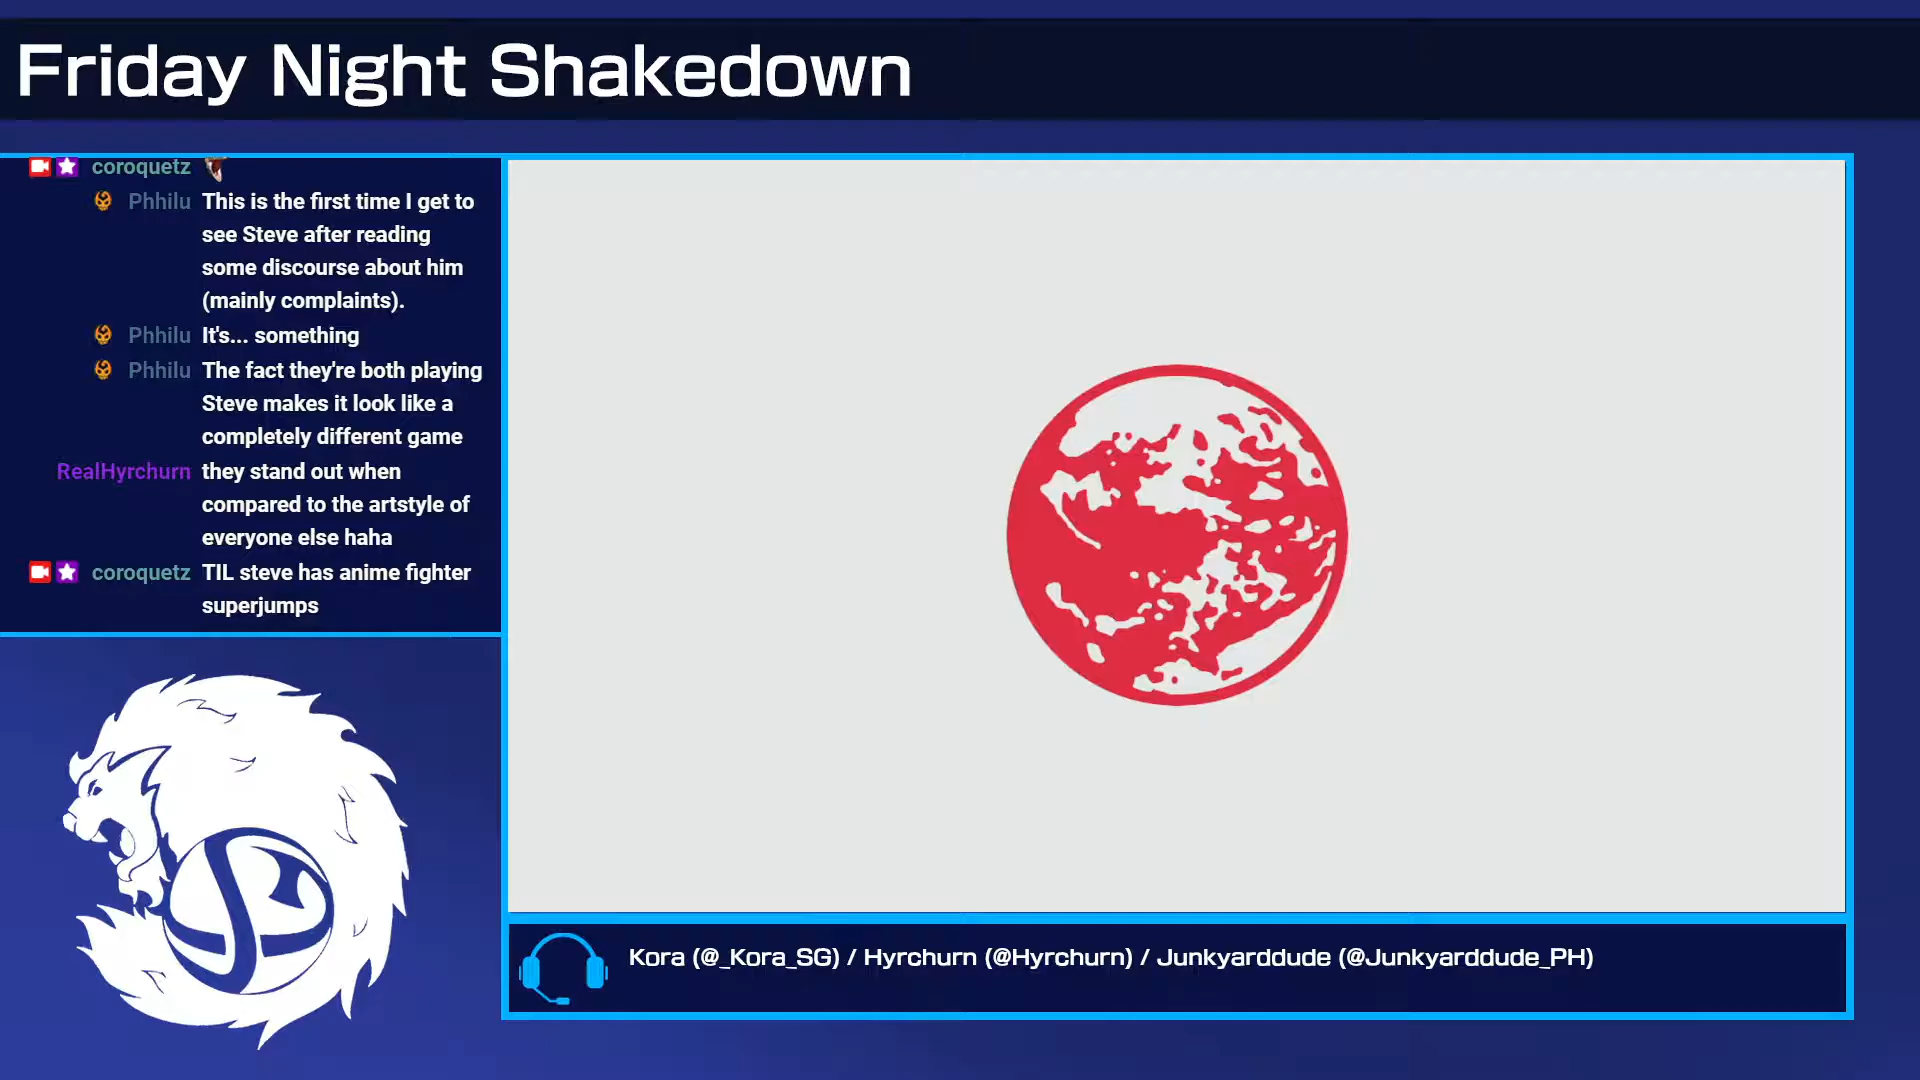 Friday Night Shakedown
coroquetz
Phhilu This is the first time I get to
see Steve after reading
some discourse about him
(mainly complaints).
Phhilu It's... something
Phhilu The fact they're both playing
Steve makes it look like a
completely different game
RealHyrchurn they stand out when
compared to the artstyle of
everyone else haha
coroquetz TIL steve has anime fighter
superjumps
Kora (@_Kora_SG) / Hyrchurn (@Hyrchurn) / Junkyarddude (@Junkyarddude_PH)